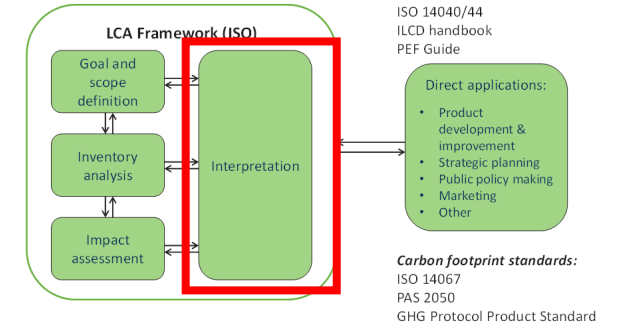 LCA Framework (ISO)
Goal and
scope
definition
Inventory
analysis
Impact
assessment
Interpretation
ISO 14040/44
ILCD handbook
PEF Guide
Direct applications:
• Product
development &
improvement
• Strategic planning
• Public policy making
• Marketing
• Other
Carbon footprint standards:
ISO 14067
PAS 2050
GHG Protocol Product Standard